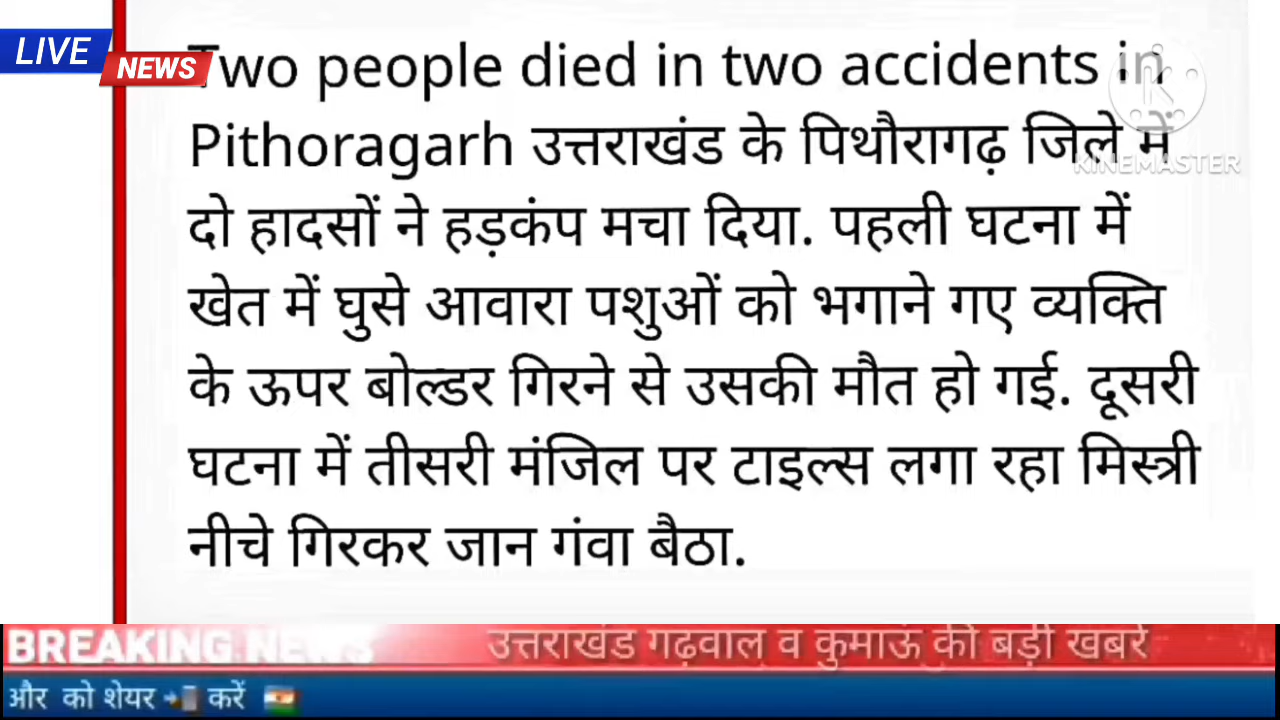 LIVE
NEWS
Two people died in two accidents in
Pithoragarh उत्तराखंड के पिथौरागढ़ जिले में
दो हादसों ने हड़कंप मचा दिया. पहली घटना में
खेत में घुसे आवारा पशुओं को भगाने गए व्यक्ति
के ऊपर बोल्डर गिरने से उसकी मौत हो गई. दूसरी
घटना में तीसरी मंजिल पर टाइल्स लगा रहा मिस्त्री
नीचे गिरकर जान गंवा बैठा.
KINEMASTER
BREAKING NEWS
उत्तराखंड गढ़वाल व कुमाऊं की बड़ी खबरें
और को शेयर करें